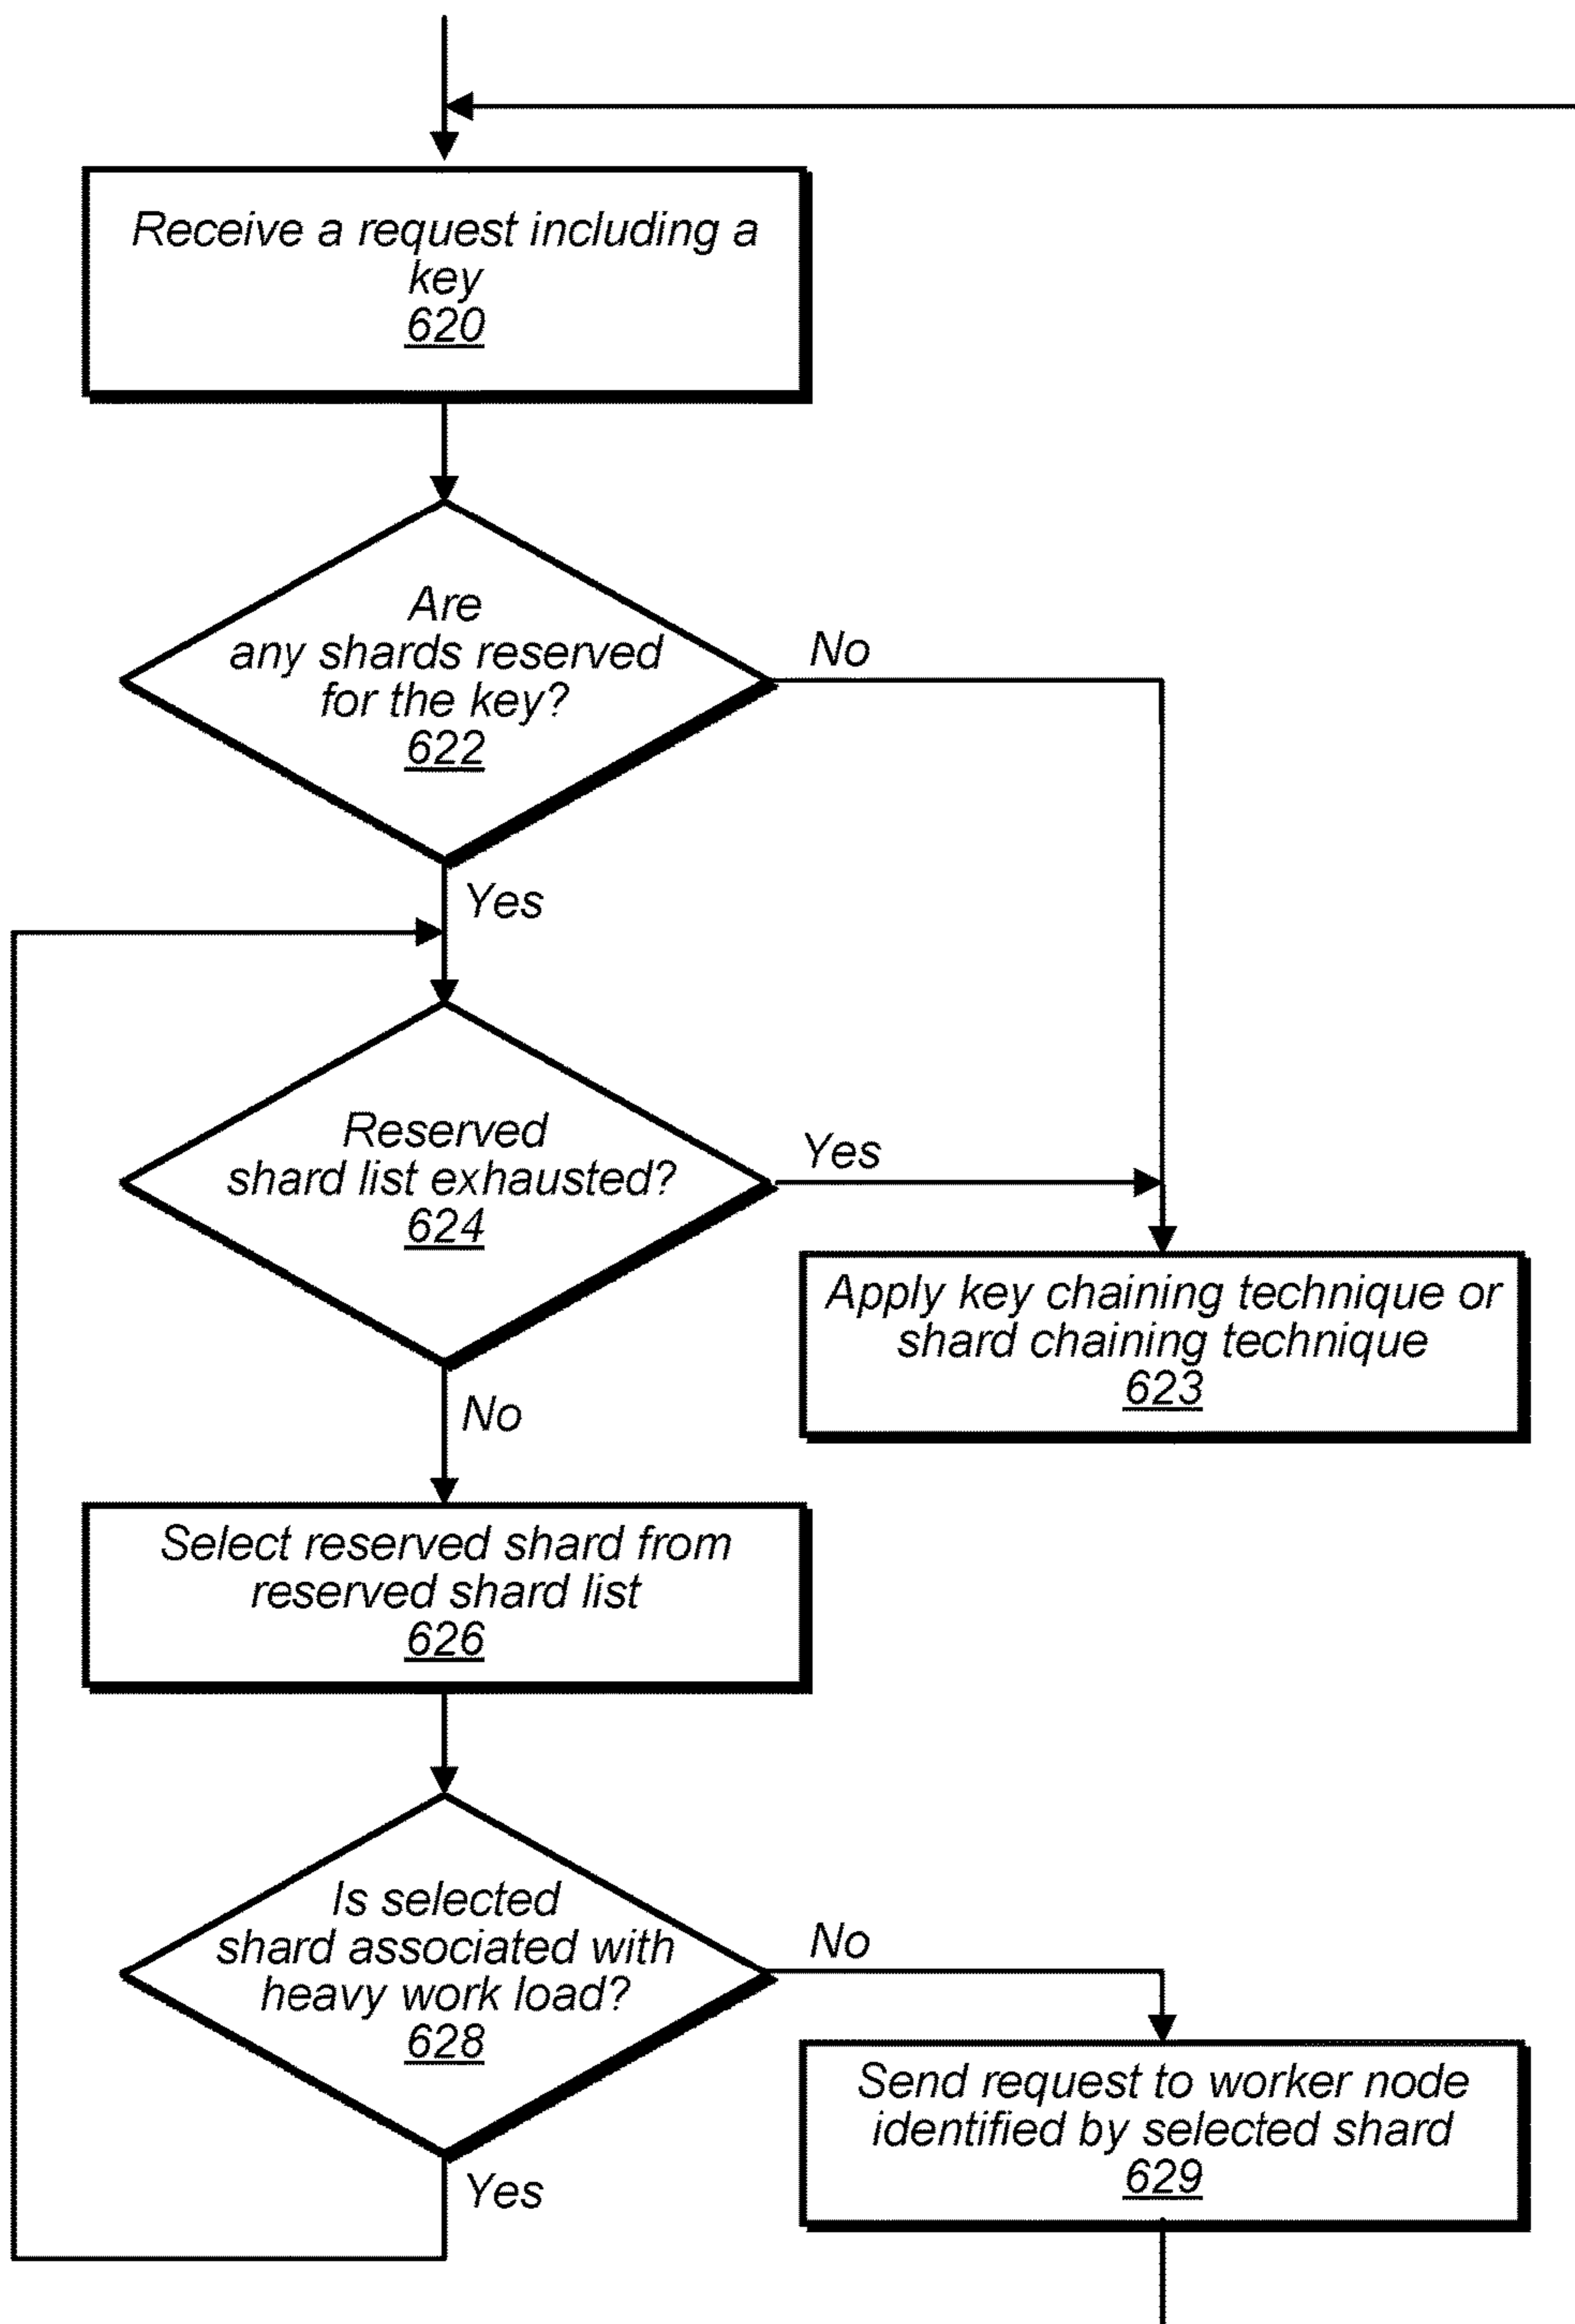 Receive a request including a
key
620
Are
any shards reserved
for the key?
622
No
Yes
Reserved
shard list exhausted?
624
Yes
Apply key chaining technique or
shard chaining technique
623
No
Select reserved shard from
reserved shard list
626
Is selected
shard associated with
heavy work load?
628
No
Send request to worker node
identified by selected shard
629
Yes